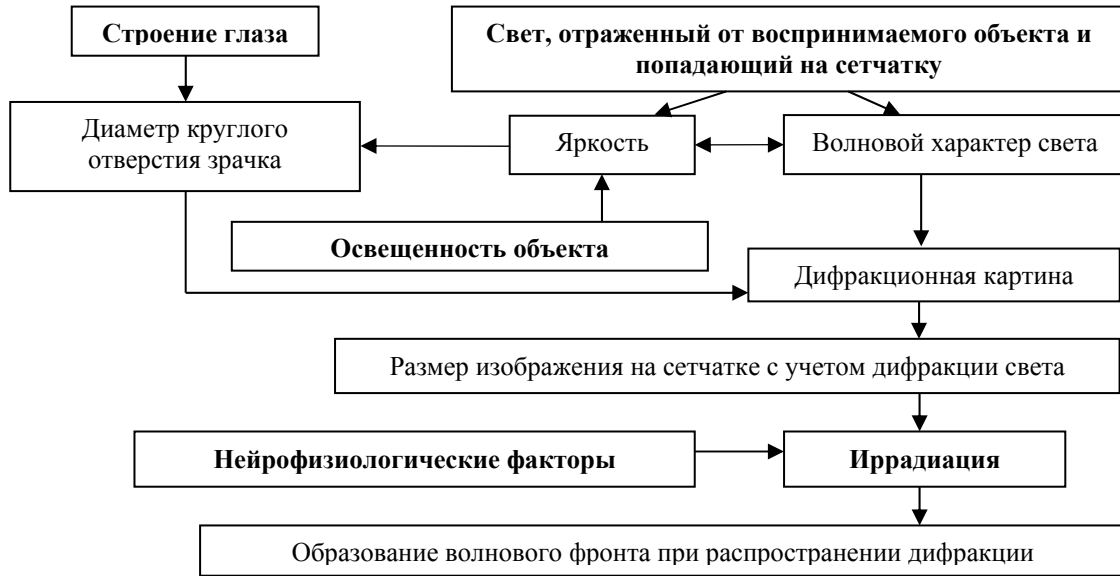 Строение глаза
Свет, отраженный от воспринимаемого объекта и
попадающий на сетчатку
Диаметр круглого
отверстия зрачка
Яркость
Волновой характер света
Освещенность объекта
Дифракционная картина
Размер изображения на сетчатке с учетом дифракции света
Нейрофизиологические факторы
Иррадиация
Образование волнового фронта при распространении дифракции